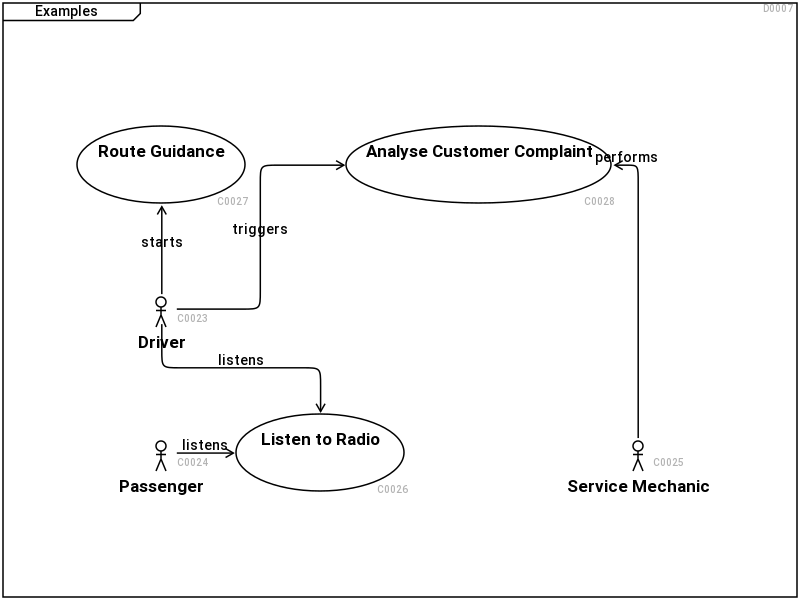 Examples
D0007
Route Guidance
C0027
Analyse Customer Complaint
C0028
performs
triggers
starts
C0023
Driver
listens
listens
C0024
Passenger
Listen to Radio
C0026
C0025
Service Mechanic